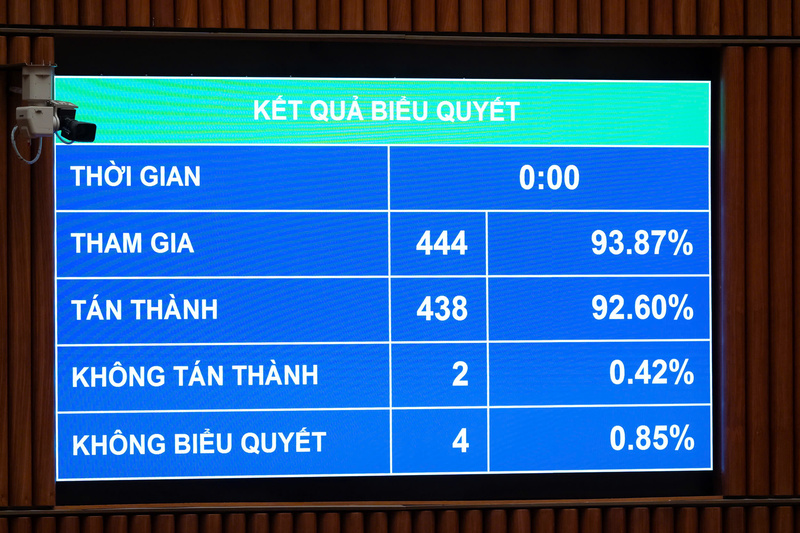 KẾT QUẢ BIỂU QUYẾT
THỜI GIAN 0:00
THAM GIA 444 93.87%
TÁN THÀNH 438 92.60%
KHÔNG TÁN THÀNH 2 0.42%
KHÔNG BIỂU QUYẾT 4 0.85%